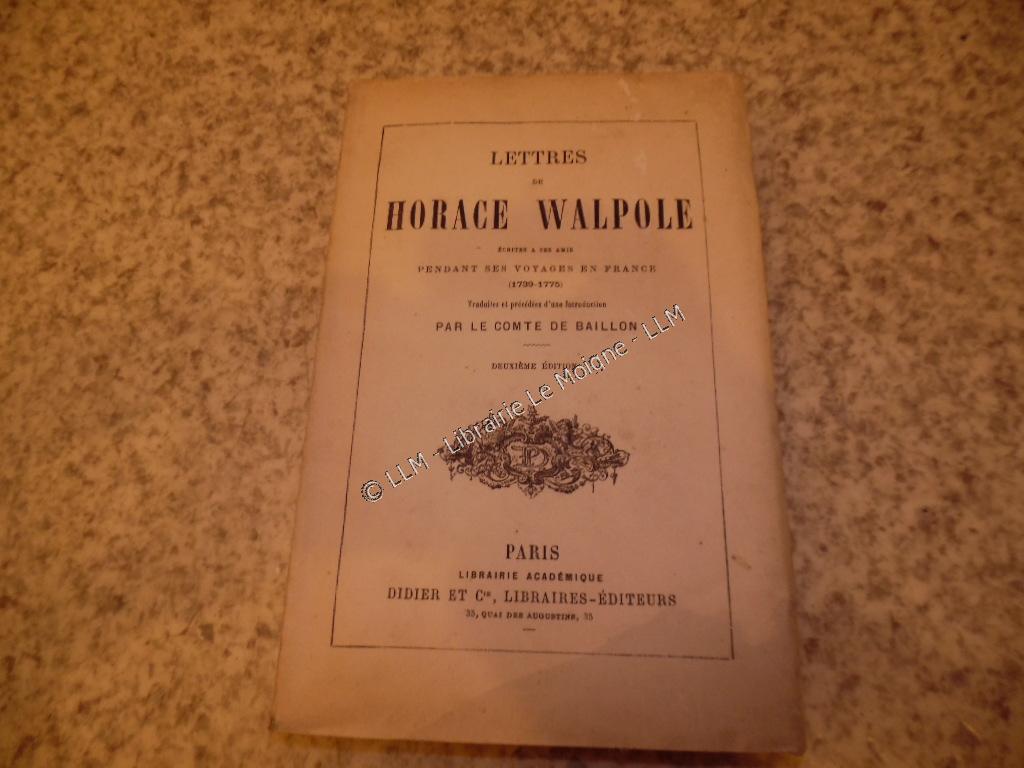 LETTRES
DE
HORACE WALPOLE
ÉCRITES A SES AMIS
PENDANT SES VOYAGES EN FRANCE
(1739-1775)
Traduites et précédées d'une Introduction
PAR LE COMTE DE BAILLON
DEUXIÈME ÉDITION
© LLM - Librairie Le Moigne - LLM
PARIS
LIBRAIRIE ACADÉMIQUE
DIDIER ET Cie, LIBRAIRES-ÉDITEURS
35, QUAI DES AUGUSTINS, 35